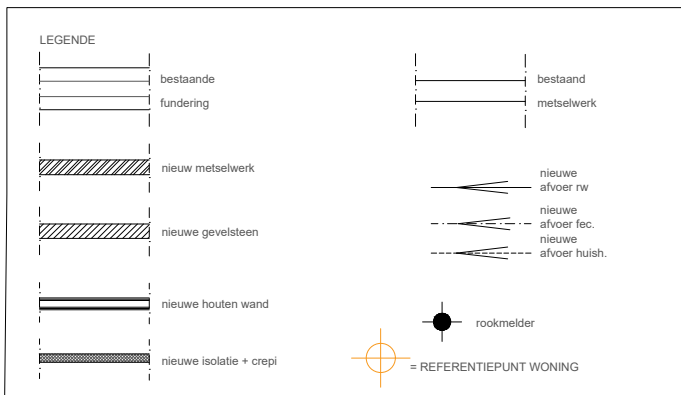 LEGENDE
bestaande
fundering
nieuw metselwerk
nieuwe gevelsteen
nieuwe houten wand
nieuwe isolatie + crepi
bestaand
metselwerk
nieuwe
afvoer rw
nieuwe
afvoer fec.
nieuwe
afvoer huish.
rookmelder
= REFERENTIEPUNT WONING